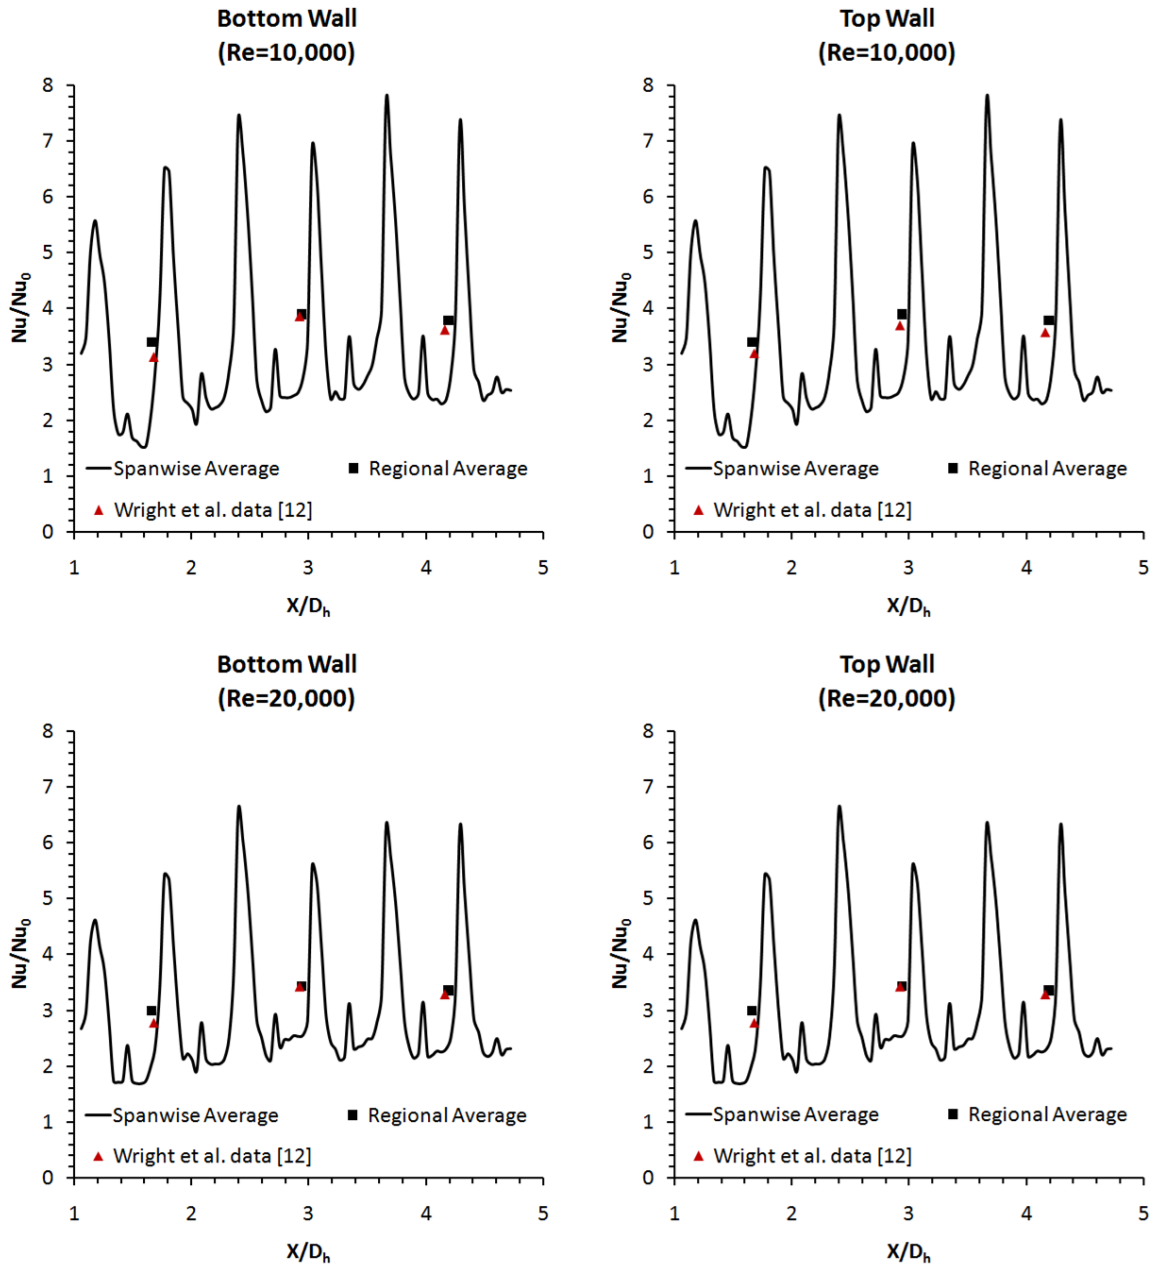 Bottom Wall
(Re=10,000)
8
7
6
5
4
3
2
1
0
Nu/Nu₀
Spanwise Average
Regional Average
Wright et al. data [12]
1 2 3 4 5
X/Dₕ
Top Wall
(Re=10,000)
8
7
6
5
4
3
2
1
0
Nu/Nu₀
Spanwise Average
Regional Average
Wright et al. data [12]
1 2 3 4 5
X/Dₕ
Bottom Wall
(Re=20,000)
8
7
6
5
4
3
2
1
0
Nu/Nu₀
Spanwise Average
Regional Average
Wright et al. data [12]
1 2 3 4 5
X/Dₕ
Top Wall
(Re=20,000)
8
7
6
5
4
3
2
1
0
Nu/Nu₀
Spanwise Average
Regional Average
Wright et al. data [12]
1 2 3 4 5
X/Dₕ